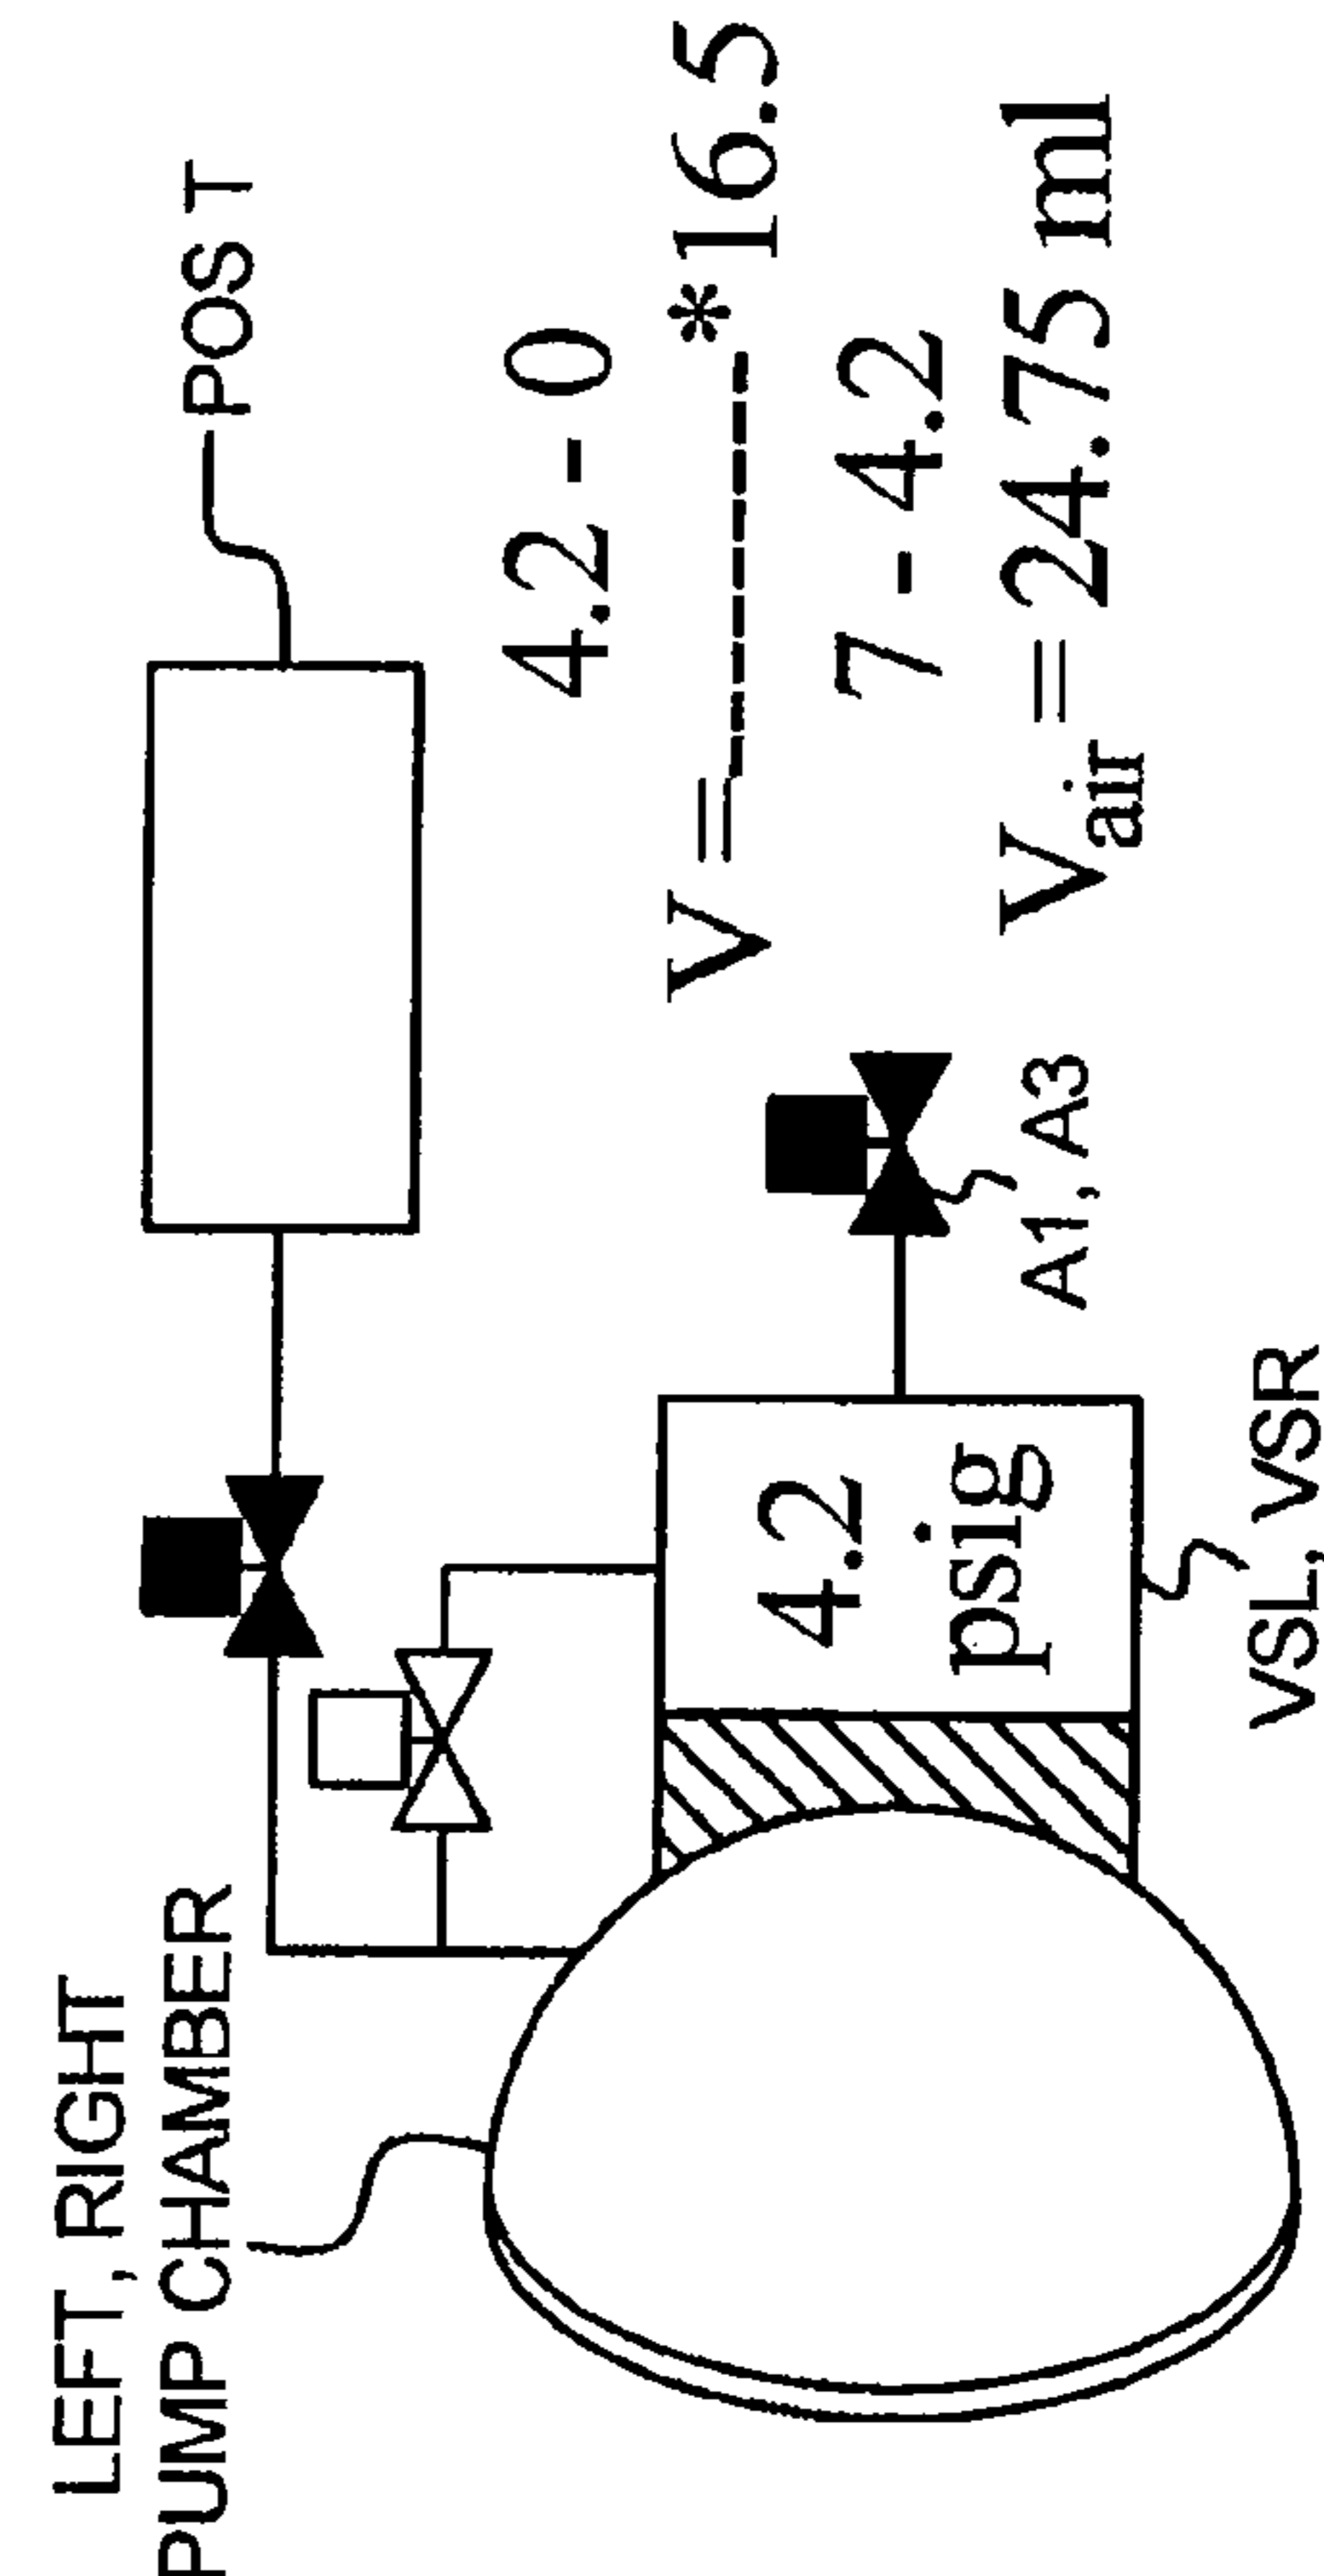 LEFT, RIGHT
PUMP CHAMBER
POS T
4.2 - 0
V =---------*16.5
7 - 4.2
Vair = 24.75 ml
4.2
psig
A1, A3
VSL, VSR